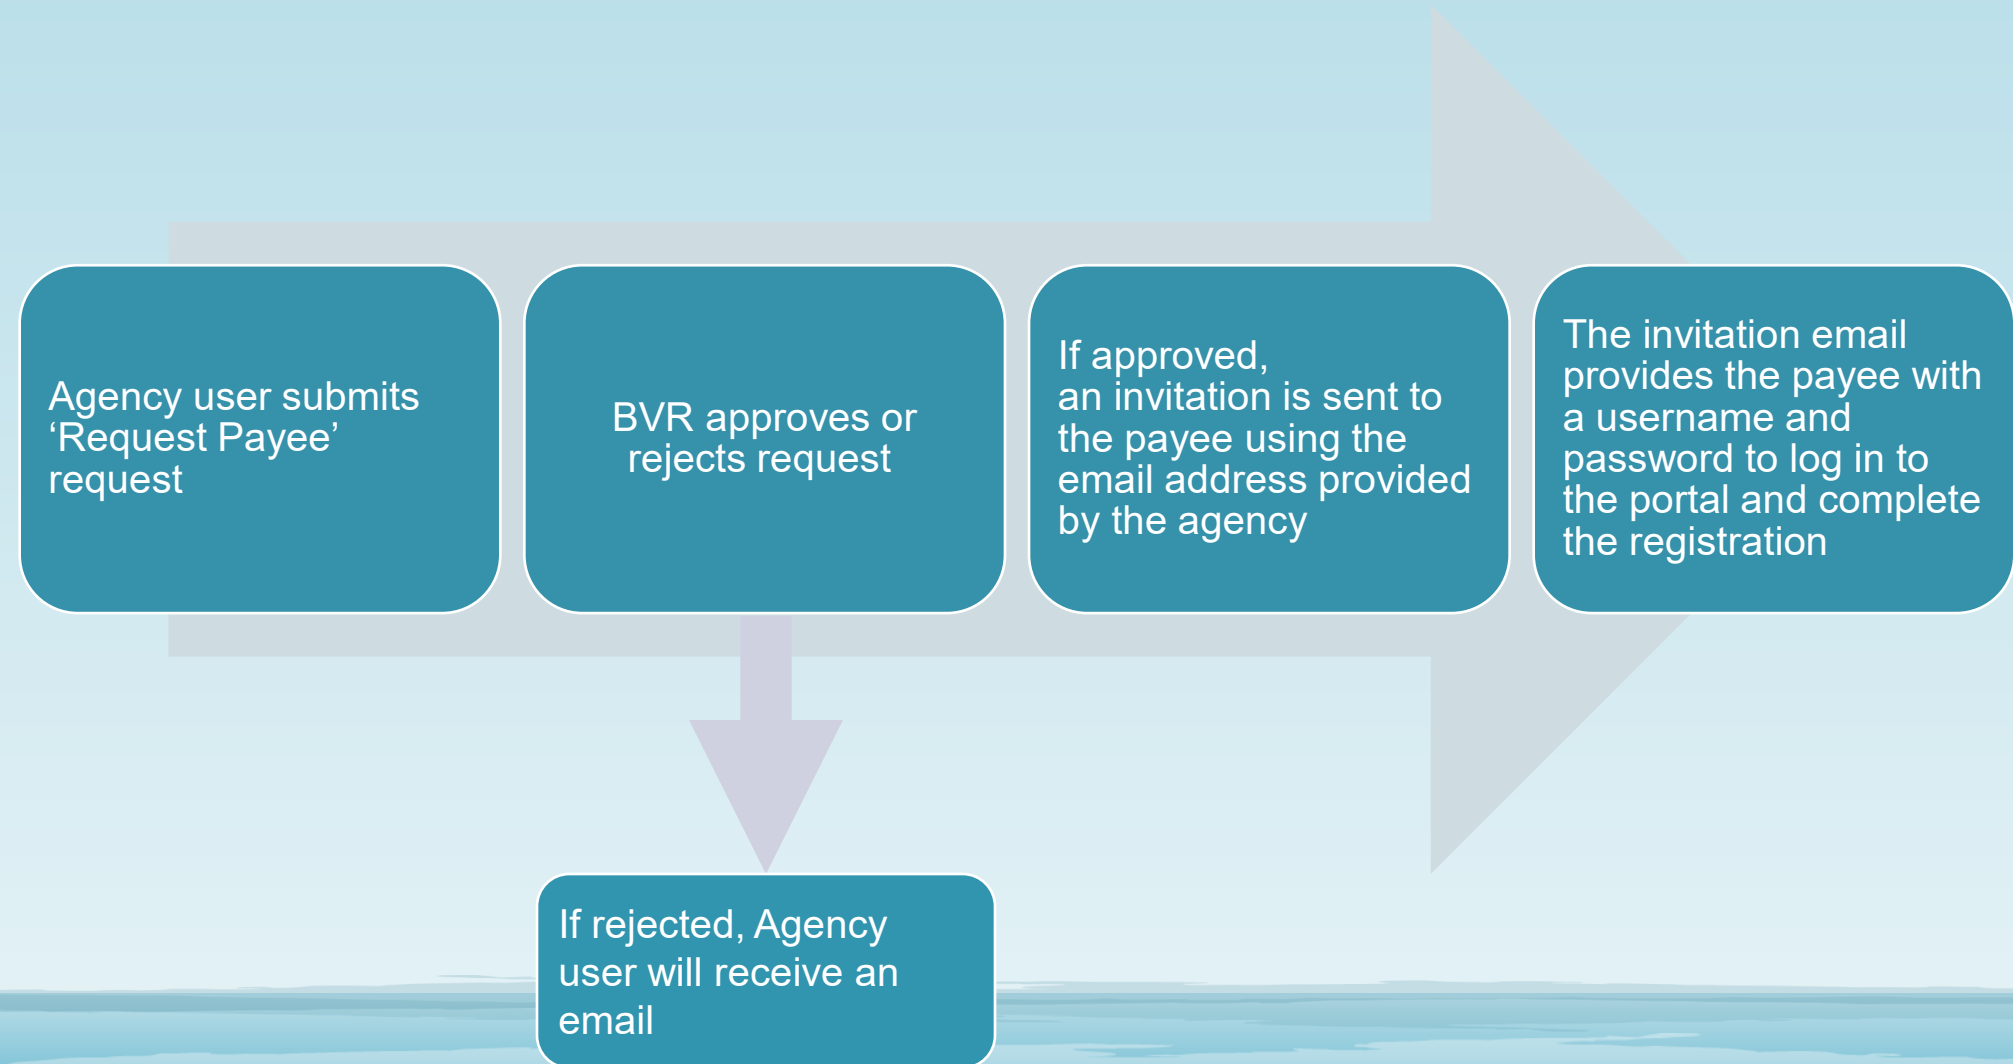 Agency user submits
‘Request Payee’
request
BVR approves or
rejects request
If approved,
an invitation is sent to
the payee using the
email address provided
by the agency
The invitation email
provides the payee with
a username and
password to log in to
the portal and complete
the registration
If rejected, Agency
user will receive an
email